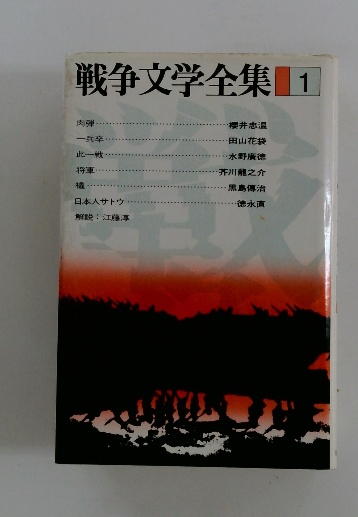 戦争文学全集 1
肉弾……………………櫻井忠温
一兵卒……………………田山花袋
此一戦……………………水野廣徳
将軍……………………芥川龍之介
橇……………………黒島傳治
日本人サトウ……………………徳永直
解説：江藤淳
戦